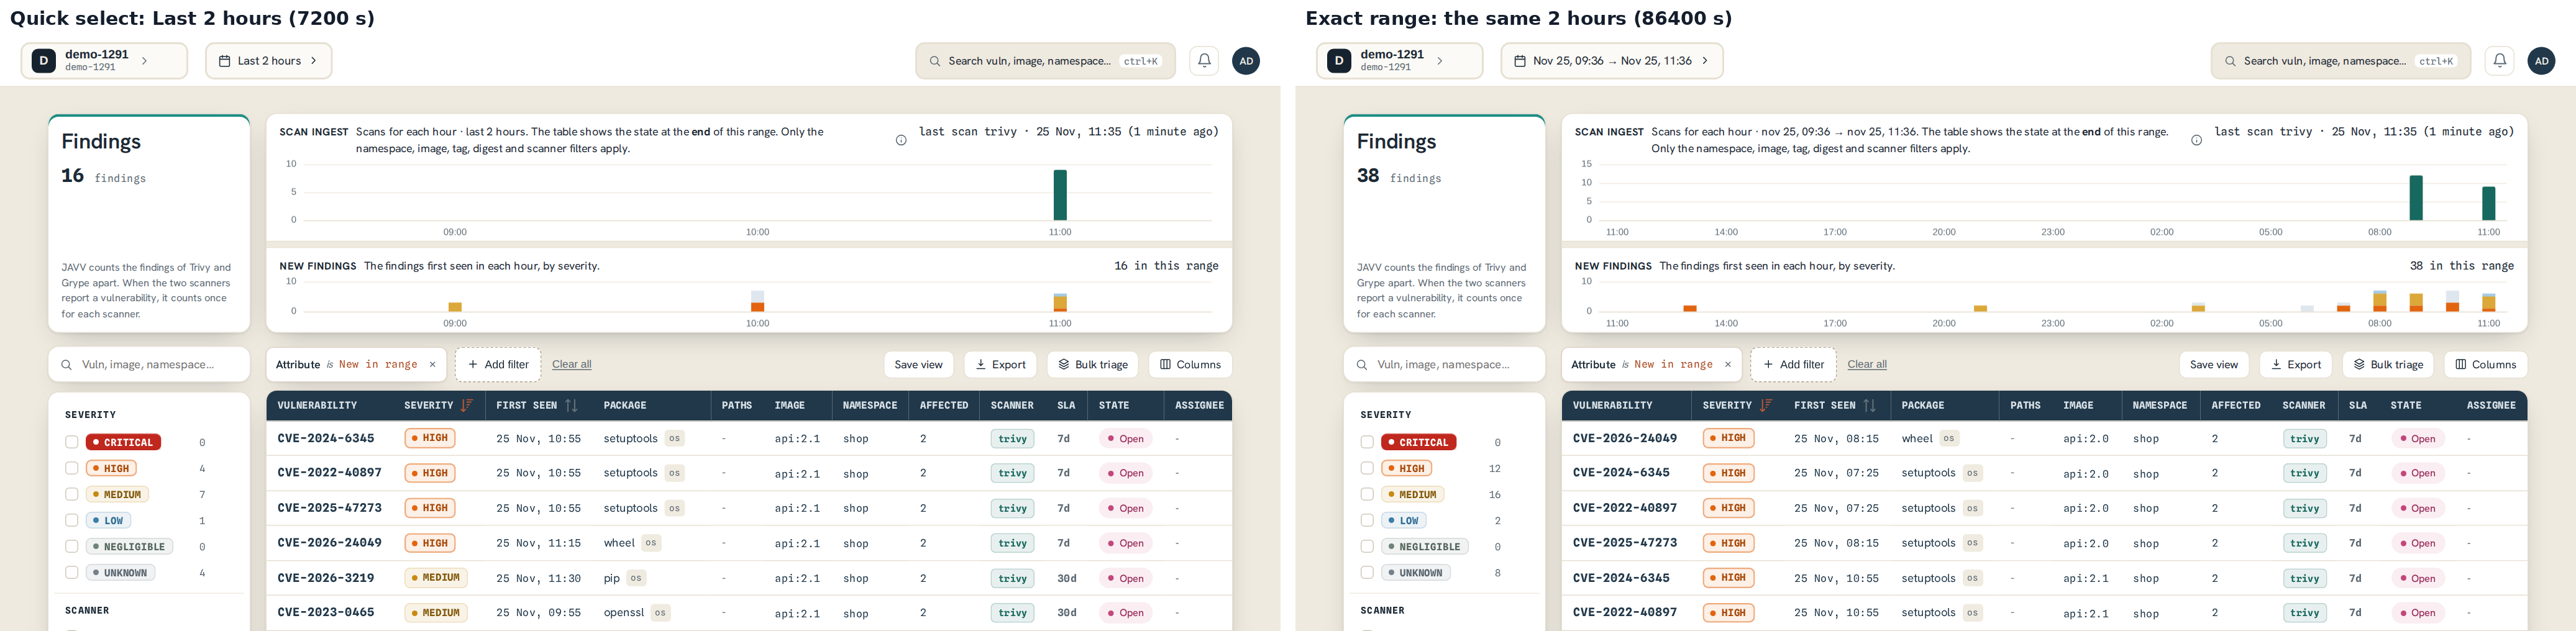 Quick select: Last 2 hours (7200 s)
D demo-1291
demo-1291
Last 2 hours
Search vuln, image, namespace... ctrl+K
AD
Findings
16 findings
JAVV counts the findings of Trivy and
Grype apart. When the two scanners
report a vulnerability, it counts once
for each scanner.
SCAN INGEST Scans for each hour · last 2 hours. The table shows the state at the end of this range. Only the
namespace, image, tag, digest and scanner filters apply.
last scan trivy · 25 Nov, 11:35 (1 minute ago)
10
5
0
09:00 10:00 11:00
NEW FINDINGS The findings first seen in each hour, by severity. 16 in this range
10
0
09:00 10:00 11:00
Vuln, image, namespace...
Attribute is New in range × + Add filter Clear all Save view Export Bulk triage Columns
SEVERITY
CRITICAL 0
HIGH 4
MEDIUM 7
LOW 1
NEGLIGIBLE 0
UNKNOWN 4
SCANNER
VULNERABILITY SEVERITY FIRST SEEN PACKAGE PATHS IMAGE NAMESPACE AFFECTED SCANNER SLA STATE ASSIGNEE
CVE-2024-6345 HIGH 25 Nov, 10:55 setuptools os - api:2.1 shop 2 trivy 7d Open -
CVE-2022-40897 HIGH 25 Nov, 10:55 setuptools os - api:2.1 shop 2 trivy 7d Open -
CVE-2025-47273 HIGH 25 Nov, 10:55 setuptools os - api:2.1 shop 2 trivy 7d Open -
CVE-2026-24049 HIGH 25 Nov, 11:15 wheel os - api:2.1 shop 2 trivy 7d Open -
CVE-2026-3219 MEDIUM 25 Nov, 11:30 pip os - api:2.1 shop 2 trivy 30d Open -
CVE-2023-0465 MEDIUM 25 Nov, 09:55 openssl os - api:2.1 shop 2 trivy 30d Open -
Exact range: the same 2 hours (86400 s)
D demo-1291
demo-1291
Nov 25, 09:36 → Nov 25, 11:36
Search vuln, image, namespace... ctrl+K
AD
Findings
38 findings
JAVV counts the findings of Trivy and
Grype apart. When the two scanners
report a vulnerability, it counts once
for each scanner.
SCAN INGEST Scans for each hour · nov 25, 09:36 → nov 25, 11:36. The table shows the state at the end of this range.
Only the namespace, image, tag, digest and scanner filters apply.
last scan trivy · 25 Nov, 11:35 (1 minute ago)
15
10
5
0
11:00 14:00 17:00 20:00 23:00 02:00 05:00 08:00 11:00
NEW FINDINGS The findings first seen in each hour, by severity. 38 in this range
10
0
11:00 14:00 17:00 20:00 23:00 02:00 05:00 08:00 11:00
Vuln, image, namespace...
Attribute is New in range × + Add filter Clear all Save view Export Bulk triage Columns
SEVERITY
CRITICAL 0
HIGH 12
MEDIUM 16
LOW 2
NEGLIGIBLE 0
UNKNOWN 8
SCANNER
VULNERABILITY SEVERITY FIRST SEEN PACKAGE PATHS IMAGE NAMESPACE AFFECTED SCANNER SLA STATE ASSIGNEE
CVE-2026-24049 HIGH 25 Nov, 08:15 wheel os - api:2.0 shop 2 trivy 7d Open -
CVE-2024-6345 HIGH 25 Nov, 07:25 setuptools os - api:2.0 shop 2 trivy 7d Open -
CVE-2022-40897 HIGH 25 Nov, 07:25 setuptools os - api:2.0 shop 2 trivy 7d Open -
CVE-2025-47273 HIGH 25 Nov, 08:15 setuptools os - api:2.0 shop 2 trivy 7d Open -
CVE-2024-6345 HIGH 25 Nov, 10:55 setuptools os - api:2.1 shop 2 trivy 7d Open -
CVE-2022-40897 HIGH 25 Nov, 10:55 setuptools os - api:2.1 shop 2 trivy 7d Open -